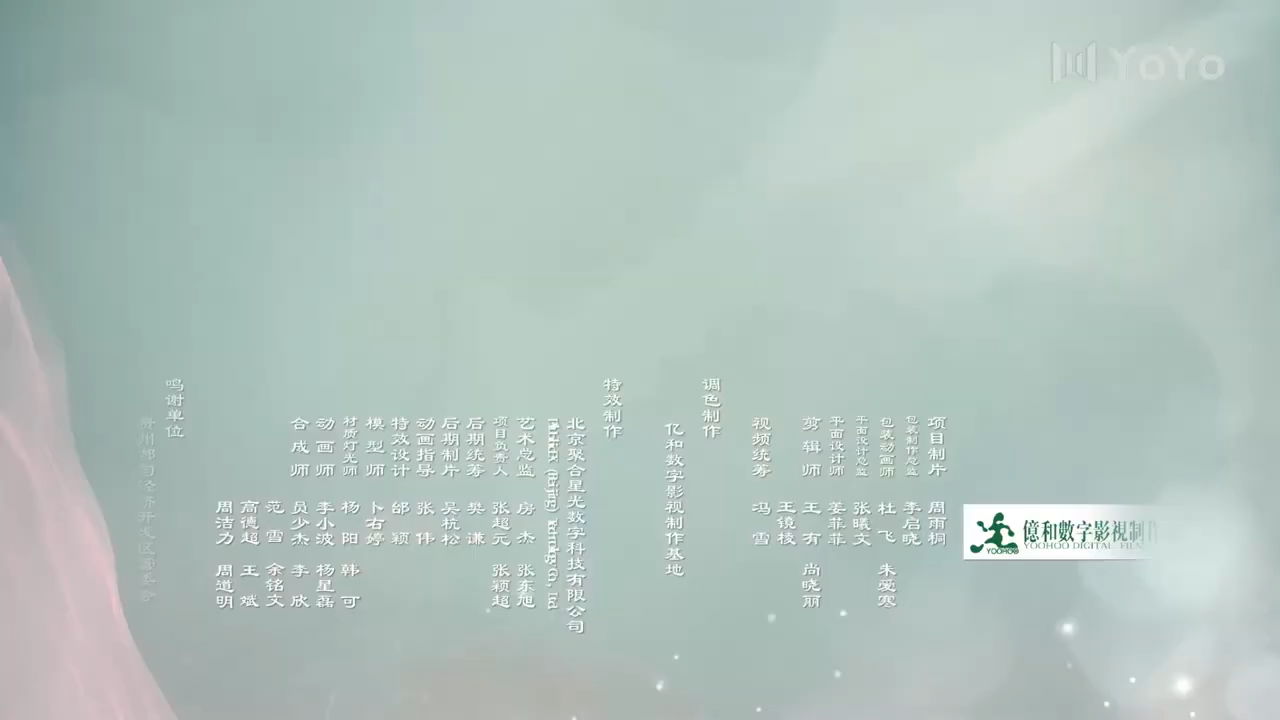 YoYo
億和數字影視制作
YOOHOO DIGITAL FILM
YOOHOO
项目制片 周雨桐
包装制作总监 李启晓
包装动画师 杜飞 朱爱寒
平面设计总监 张曦文
平面设计师 姜菲菲
剪辑师 王有 尚晓丽
王镜棱
视频统筹 冯雪
调色制作
亿和数字影视制作基地
特效制作
北京聚合星光数字科技有限公司
(Beijing) Technology Co., Ltd
艺术总监 房杰 张东旭
项目负责人 张超元 张颖超
后期统筹 樊谦
后期制片 吴杭松
动画指导 张伟
特效设计 邰颖
模型师 卜右婷
材质灯光师 杨阳 韩可
动画师 李小波 杨星磊
合成师 员少杰 李欣
范雪 余铭文
高德超 王斌
周洁力 周道明
鸣谢单位